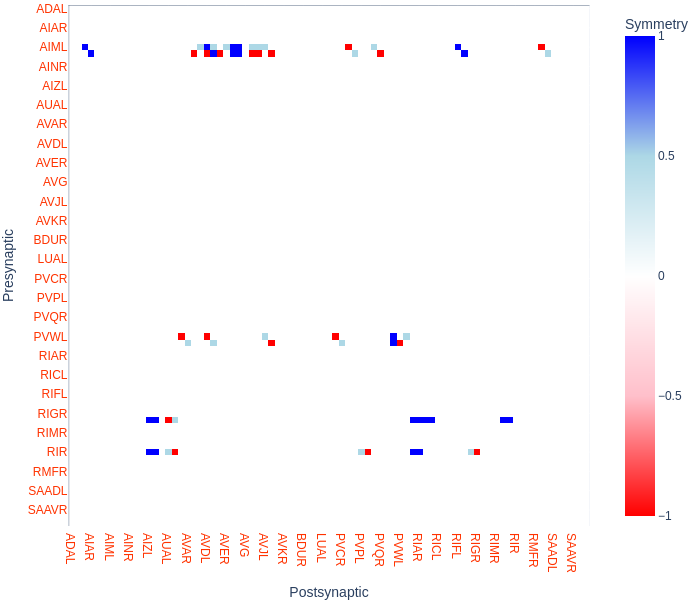 Symmetry
1
0.5
0
−0.5
−1
Presynaptic
ADAL
AIAR
AIML
AINR
AIZL
AUAL
AVAR
AVDL
AVER
AVG
AVJL
AVKR
BDUR
LUAL
PVCR
PVPL
PVQR
PVWL
RIAR
RICL
RIFL
RIGR
RIMR
RIR
RMFR
SAADL
SAAVR
ADAL
AIAR
AIML
AINR
AIZL
AUAL
AVAR
AVDL
AVER
AVG
AVJL
AVKR
BDUR
LUAL
PVCR
PVPL
PVQR
PVWL
RIAR
RICL
RIFL
RIGR
RIMR
RIR
RMFR
SAADL
SAAVR
Postsynaptic